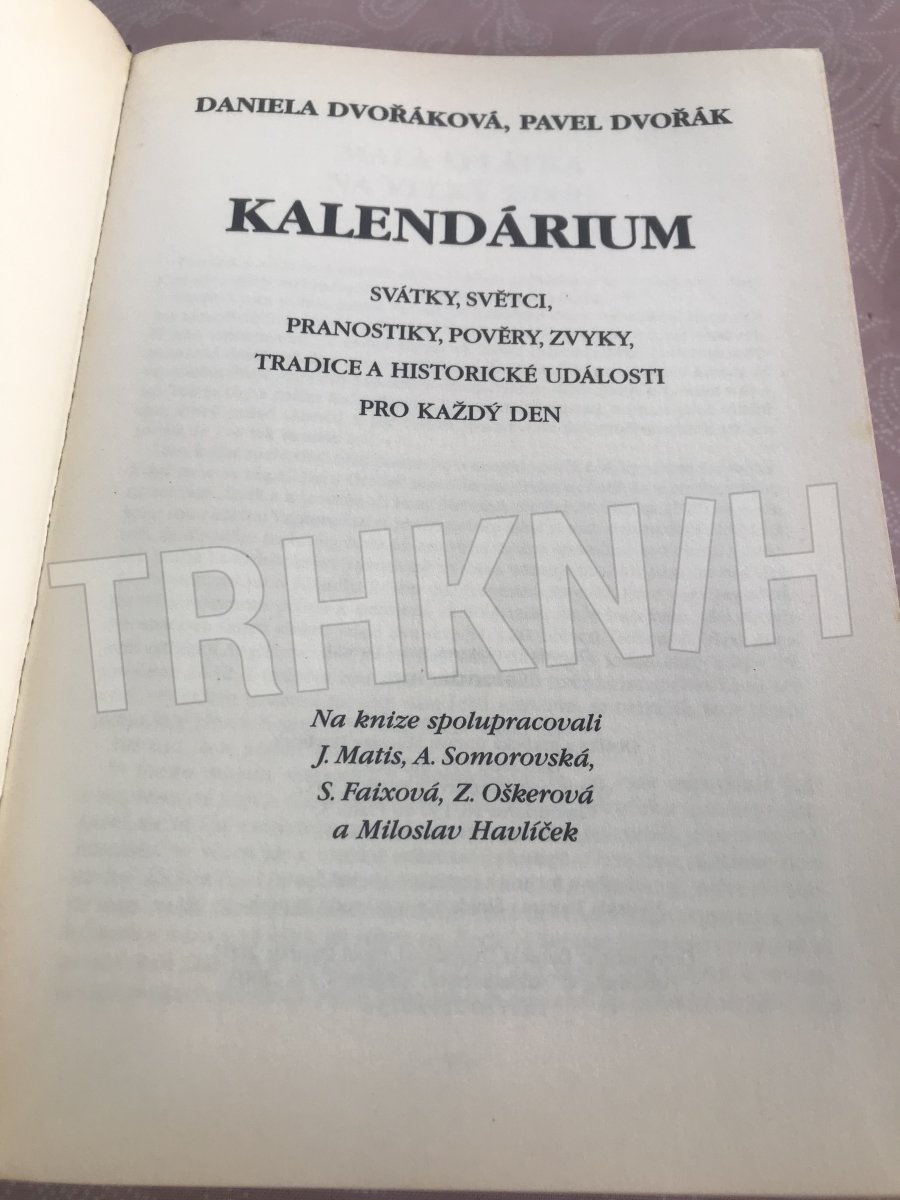 DANIELA DVOŘÁKOVÁ, PAVEL DVOŘÁK
KALENDÁRIUM
SVÁTKY, SVĚTCI,
PRANOSTIKY, POVĚRY, ZVYKY,
TRADICE A HISTORICKÉ UDÁLOSTI
PRO KAŽDÝ DEN
TRHKNIH
Na knize spolupracovali
J. Matis, A. Somorovská,
S. Faixová, Z. Oškerová
a Miloslav Havlíček